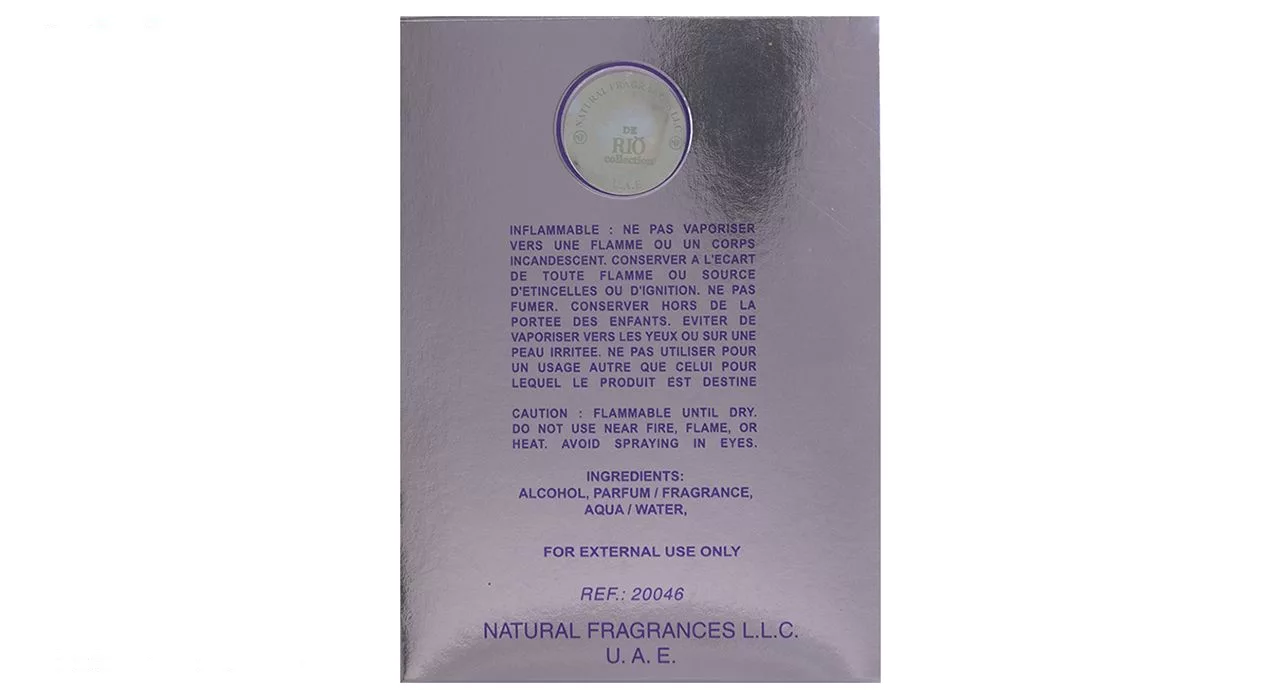 NATURAL FRAGRANCES LLC
DE
RIO
collection
U.A.E
INFLAMMABLE : NE PAS VAPORISER
VERS UNE FLAMME OU UN CORPS
INCANDESCENT. CONSERVER A L'ECART
DE TOUTE FLAMME OU SOURCE
D'ETINCELLES OU D'IGNITION. NE PAS
FUMER. CONSERVER HORS DE LA
PORTEE DES ENFANTS. EVITER DE
VAPORISER VERS LES YEUX OU SUR UNE
PEAU IRRITEE. NE PAS UTILISER POUR
UN USAGE AUTRE QUE CELUI POUR
LEQUEL LE PRODUIT EST DESTINE
CAUTION : FLAMMABLE UNTIL DRY.
DO NOT USE NEAR FIRE, FLAME, OR
HEAT. AVOID SPRAYING IN EYES.
INGREDIENTS:
ALCOHOL, PARFUM / FRAGRANCE,
AQUA / WATER,
FOR EXTERNAL USE ONLY
REF.: 20046
NATURAL FRAGRANCES L.L.C.
U. A. E.